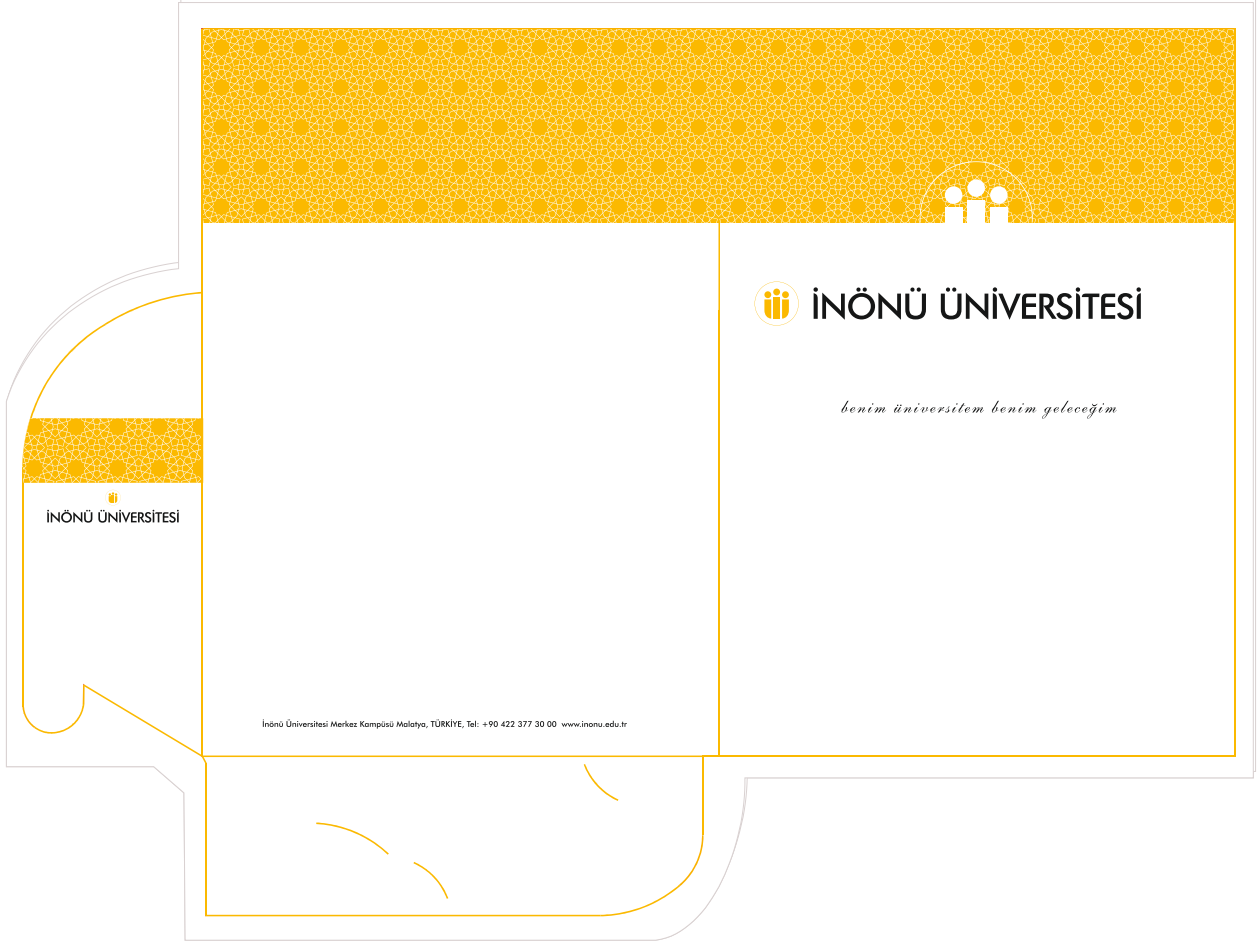 İNÖNÜ ÜNİVERSİTESİ
benim üniversitem benim geleceğim
İNÖNÜ ÜNİVERSİTESİ
İnönü Üniversitesi Merkez Kampüsü Malatya, TÜRKİYE, Tel: +90 422 377 30 00 www.inonu.edu.tr